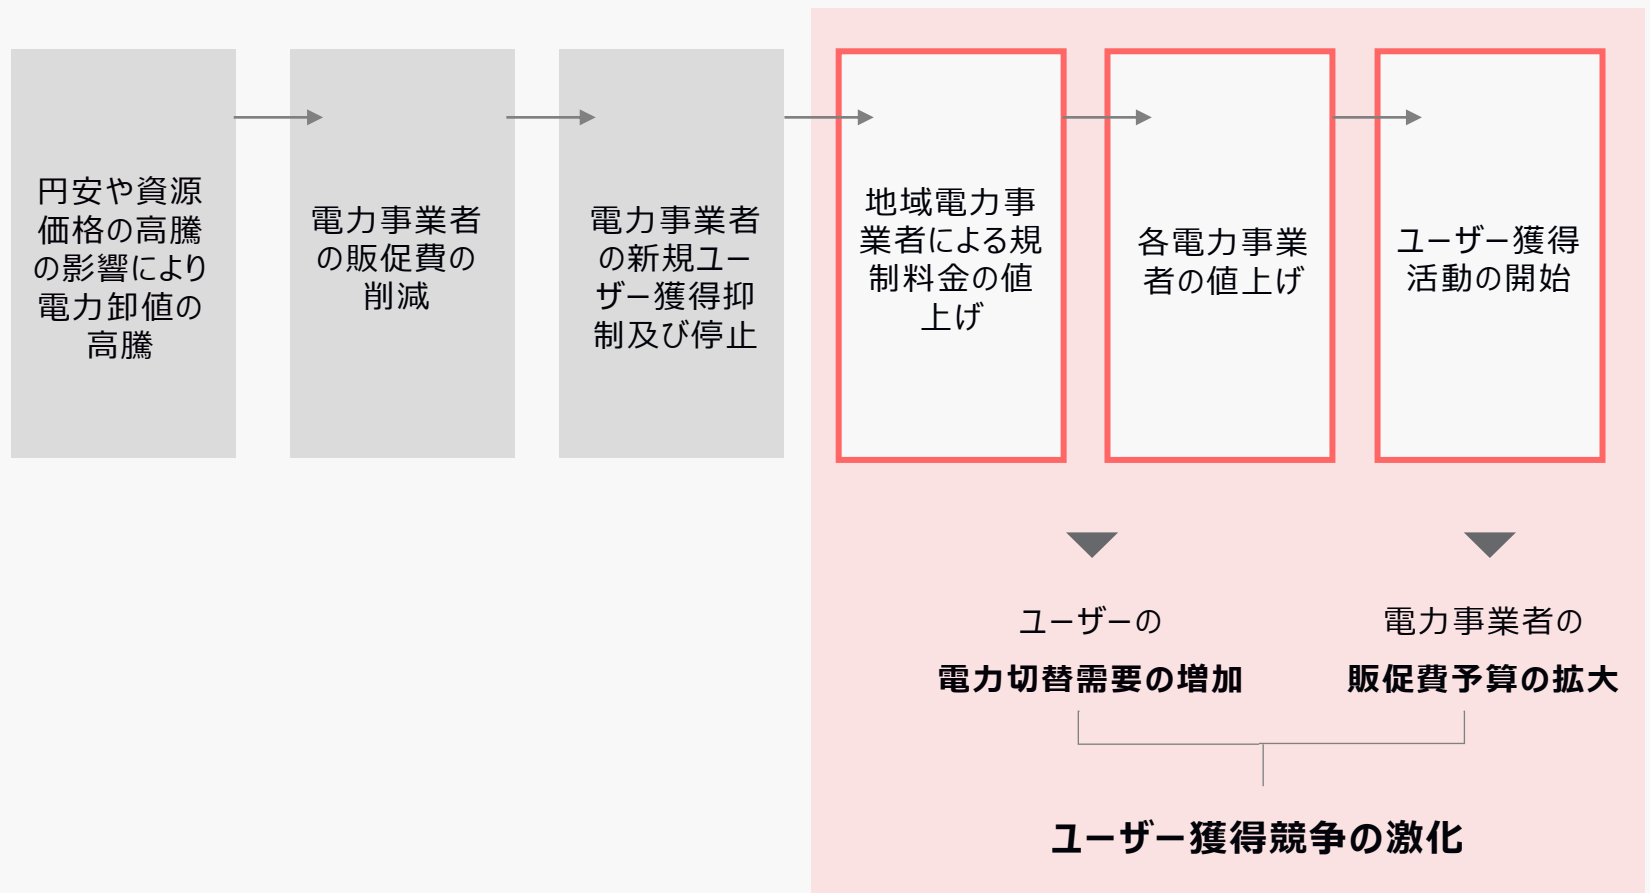 円安や資源
価格の高騰
の影響により
電力卸値の
高騰
電力事業者
の販促費の
削減
電力事業者
の新規ユー
ザー獲得抑
制及び停止
地域電力事
業者による規
制料金の値
上げ
各電力事業
者の値上げ
ユーザー獲得
活動の開始
ユーザーの
電力切替需要の増加
電力事業者の
販促費予算の拡大
ユーザー獲得競争の激化